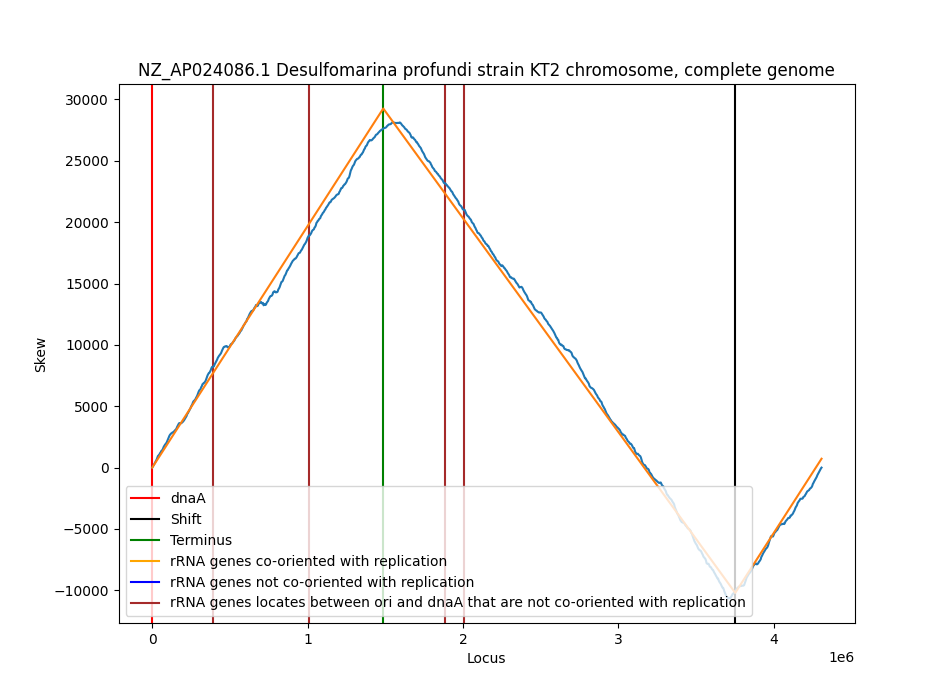 NZ_AP024086.1 Desulfomarina profundi strain KT2 chromosome, complete genome
30000
25000
20000
15000
10000
5000
0
−5000
−10000
Skew
dnaA
Shift
Terminus
rRNA genes co-oriented with replication
rRNA genes not co-oriented with replication
rRNA genes locates between ori and dnaA that are not co-oriented with replication
0 1 2 3 4
1e6
Locus